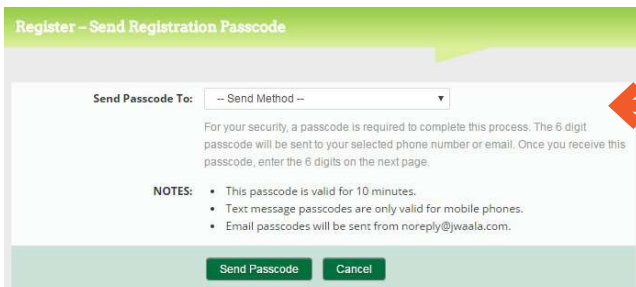 Register – Send Registration Passcode
Send Passcode To: -- Send Method --
For your security, a passcode is required to complete this process. The 6 digit
passcode will be sent to your selected phone number or email. Once you receive this
passcode, enter the 6 digits on the next page.
NOTES: • This passcode is valid for 10 minutes.
• Text message passcodes are only valid for mobile phones.
• Email passcodes will be sent from noreply@jwaala.com.
Send Passcode Cancel